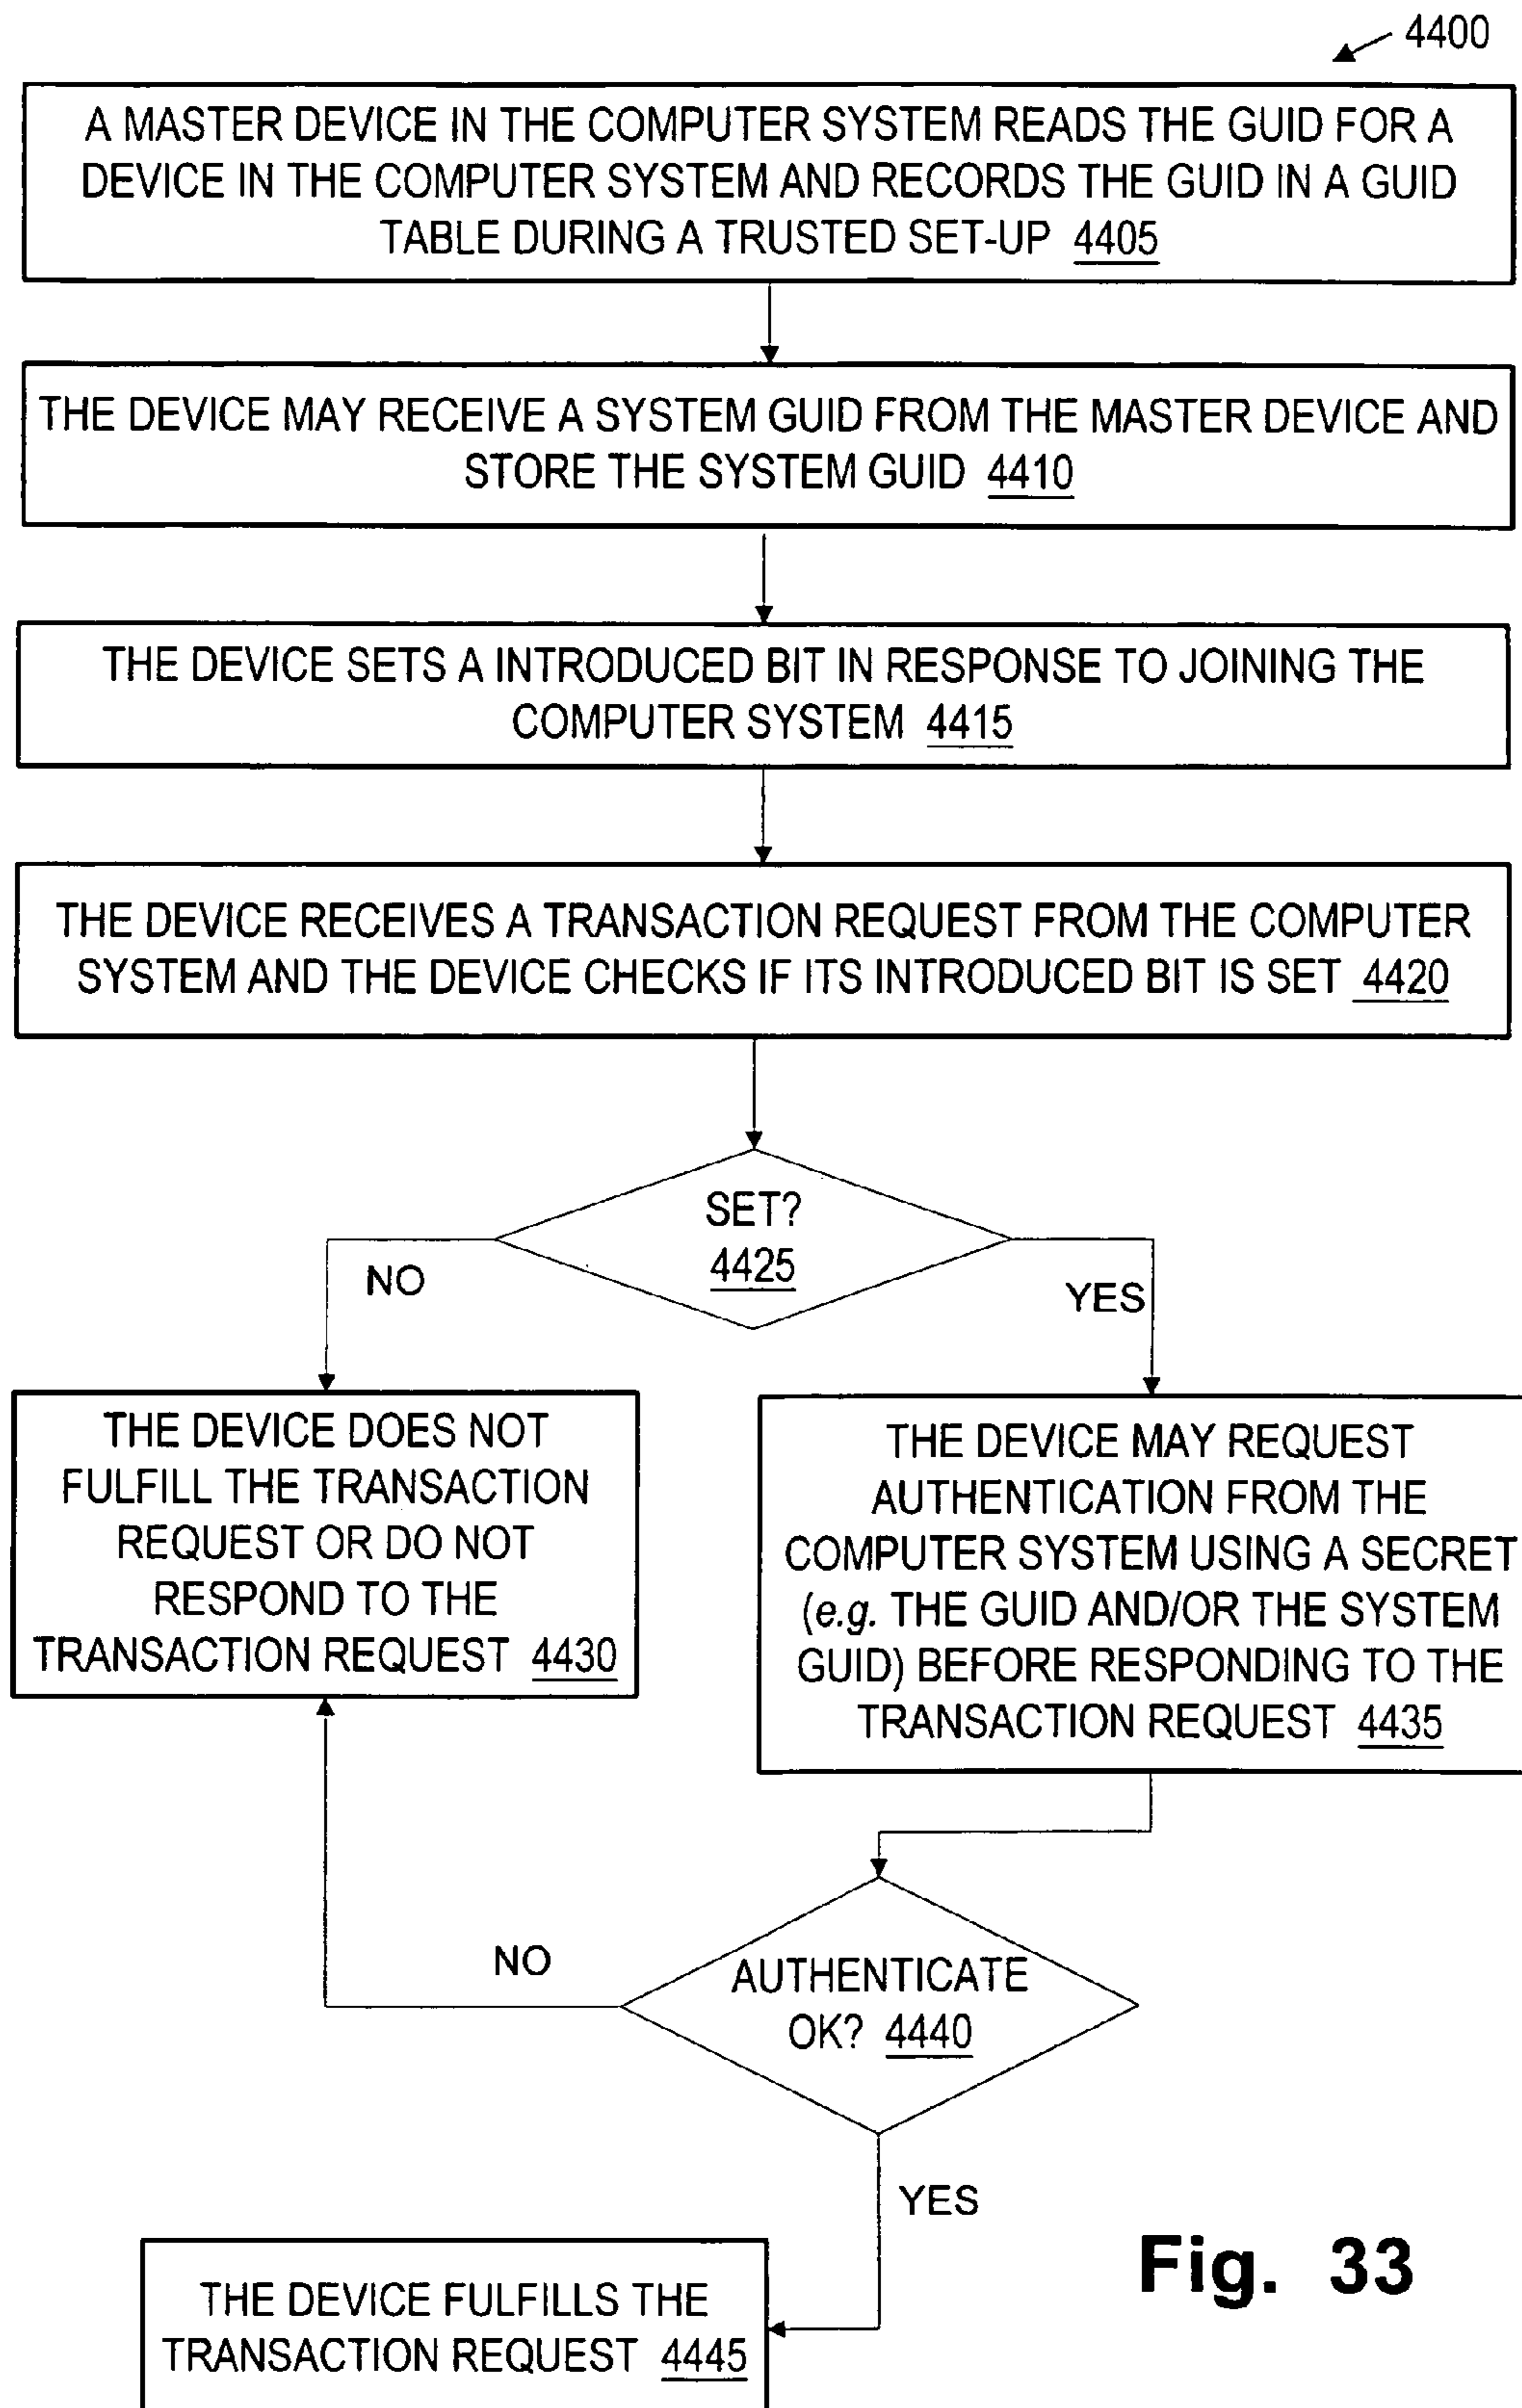 4400
A MASTER DEVICE IN THE COMPUTER SYSTEM READS THE GUID FOR A
DEVICE IN THE COMPUTER SYSTEM AND RECORDS THE GUID IN A GUID
TABLE DURING A TRUSTED SET-UP 4405
THE DEVICE MAY RECEIVE A SYSTEM GUID FROM THE MASTER DEVICE AND
STORE THE SYSTEM GUID 4410
THE DEVICE SETS A INTRODUCED BIT IN RESPONSE TO JOINING THE
COMPUTER SYSTEM 4415
THE DEVICE RECEIVES A TRANSACTION REQUEST FROM THE COMPUTER
SYSTEM AND THE DEVICE CHECKS IF ITS INTRODUCED BIT IS SET 4420
SET?
4425
NO
YES
THE DEVICE DOES NOT
FULFILL THE TRANSACTION
REQUEST OR DO NOT
RESPOND TO THE
TRANSACTION REQUEST 4430
THE DEVICE MAY REQUEST
AUTHENTICATION FROM THE
COMPUTER SYSTEM USING A SECRET
(e.g. THE GUID AND/OR THE SYSTEM
GUID) BEFORE RESPONDING TO THE
TRANSACTION REQUEST 4435
NO
AUTHENTICATE
OK? 4440
YES
THE DEVICE FULFILLS THE
TRANSACTION REQUEST 4445
Fig. 33